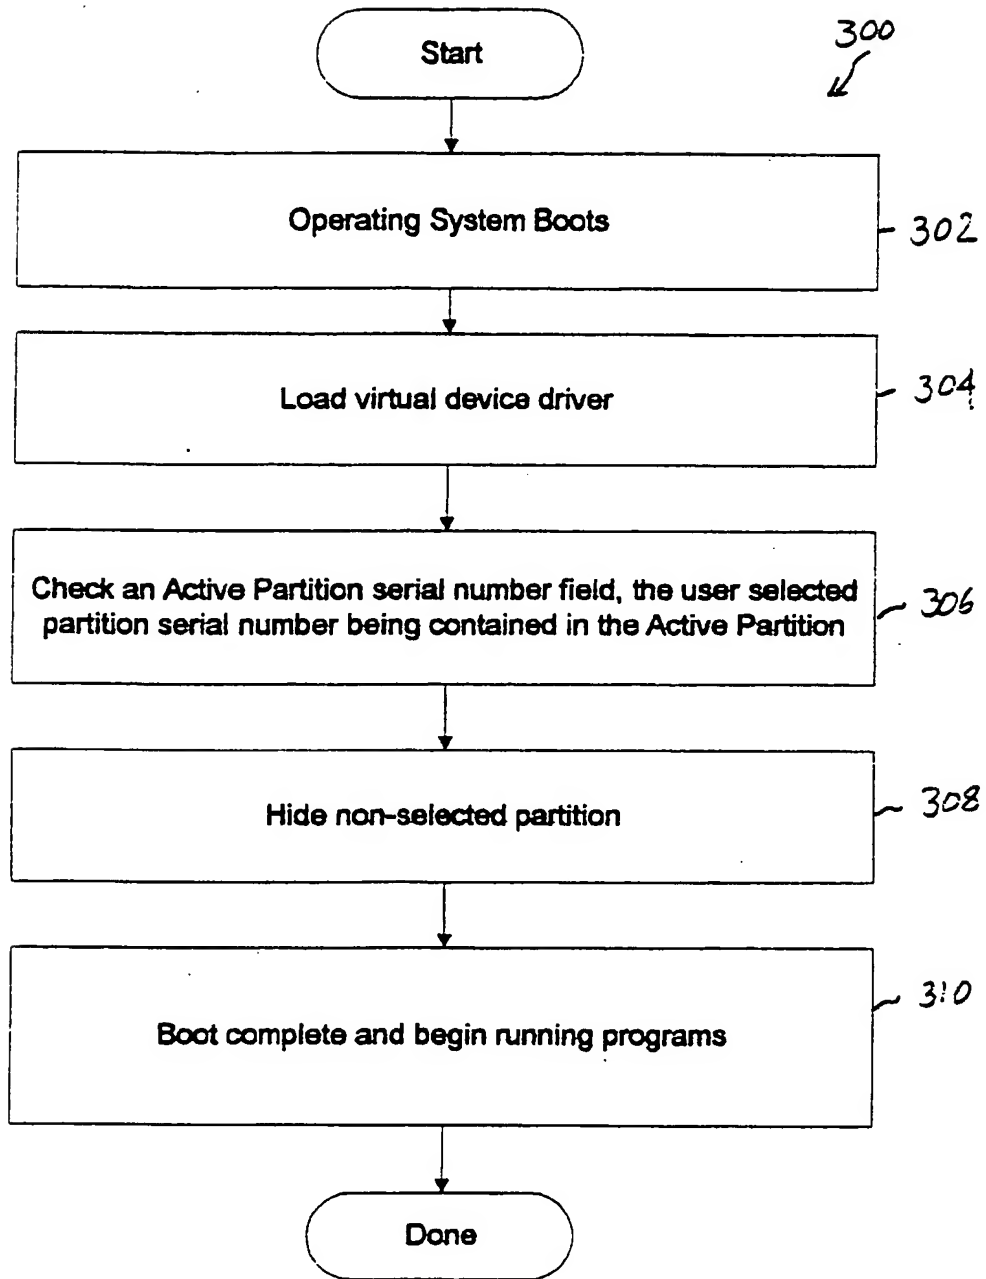 Start
300
Operating System Boots
302
Load virtual device driver
304
Check an Active Partition serial number field, the user selected
partition serial number being contained in the Active Partition
306
Hide non-selected partition
308
Boot complete and begin running programs
310
Done